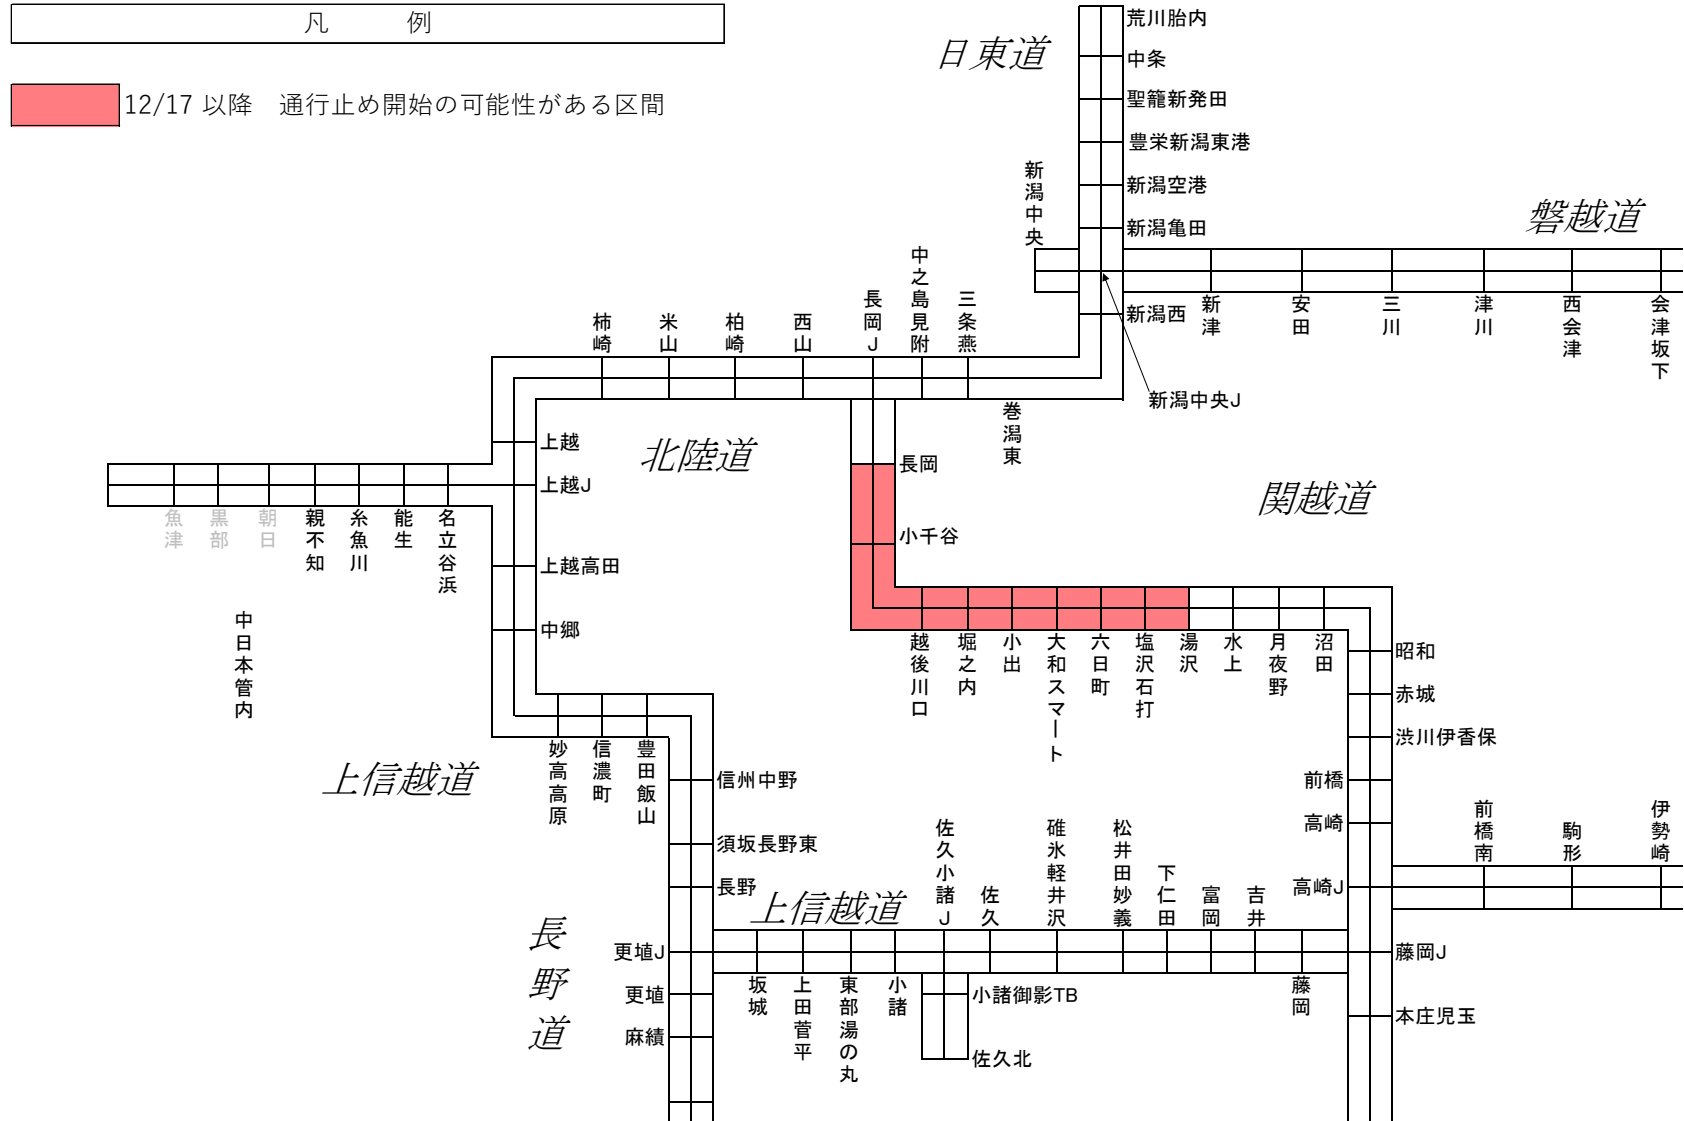 凡　例
12/17 以降　通行止め開始の可能性がある区間
日東道
荒川胎内
中条
聖籠新発田
豊栄新潟東港
新潟空港
新潟亀田
新潟中央
新潟西
新潟中央J
磐越道
新津
安田
三川
津川
西会津
会津坂下
柿崎
米山
柏崎
西山
長岡J
中之島見附
三条燕
巻潟東
北陸道
上越
上越J
上越高田
中郷
魚津
黒部
朝日
親不知
糸魚川
能生
名立谷浜
中日本管内
関越道
長岡
小千谷
越後川口
堀之内
小出
大和スマート
六日町
塩沢石打
湯沢
水上
月夜野
沼田
昭和
赤城
渋川伊香保
前橋
高崎
高崎J
前橋南
駒形
伊勢崎
藤岡J
本庄児玉
上信越道
妙高高原
信濃町
豊田飯山
信州中野
須坂長野東
長野
更埴J
更埴
麻績
長野道
上信越道
佐久小諸J
佐久
碓氷軽井沢
松井田妙義
下仁田
富岡
吉井
坂城
上田菅平
東部湯の丸
小諸
藤岡
小諸御影TB
佐久北